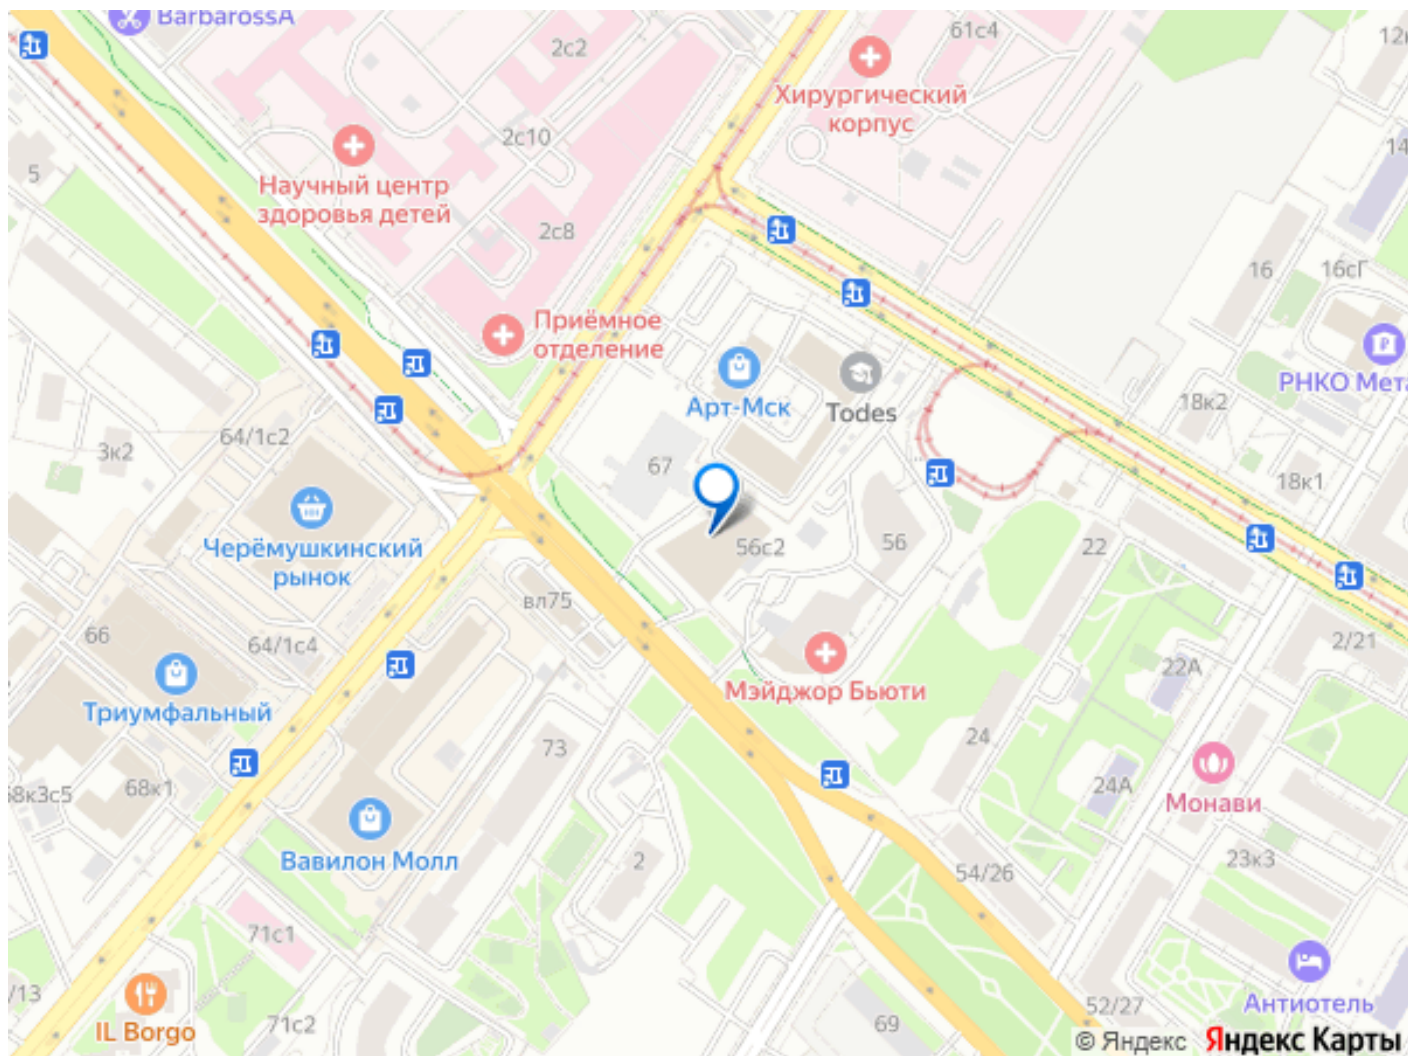 BarbarossA
2с2
61с4
12к
Хирургический
корпус
2с10
14
5
Научный центр
здоровья детей
2с8
16
16сГ
Приёмное
отделение
РНКО Мета
Арт-Мск
Todes
18к2
64/1с2
3к2
67
18к1
Черёмушкинский
рынок
56с2
56
22
вл75
66
64/1с4
2/21
22А
Триумфальный
Мэйджор Бьюти
73
24
68к3с5
68к1
24А
Монави
Вавилон Молл
2
54/26
23к3
71с1
/13
Антиотель
IL Borgo
71с2
69
52/27
© Яндекс Яндекс Карты